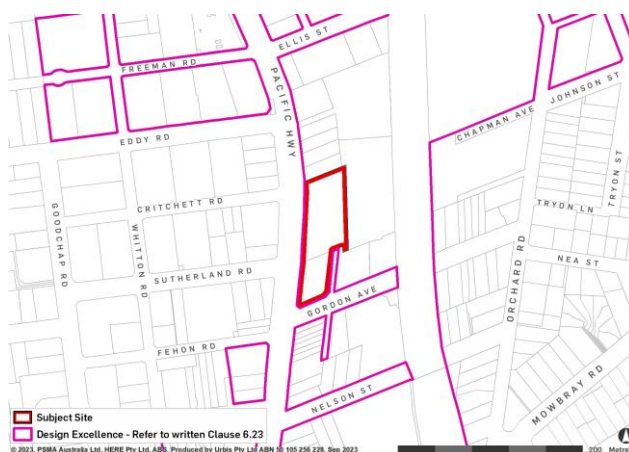 ELLIS ST
FREEMAN RD
PACIFIC HWY
EDDY RD
CHAPMAN AVE
JOHNSON ST
TRYON ST
CRITCHETT RD
TRYON LN
GOODCHAP RD
WHITTON RD
ORCHARD RD
NEA ST
SUTHERLAND RD
GORDON AVE
FEHON RD
MOWBRAY RD
NELSON ST
Subject Site
Design Excellence - Refer to written Clause 6.23
© 2023. PSMA Australia Ltd. HERE Pty Ltd. ABS. Produced by Urbis Pty Ltd ABN 50 105 256 228, Sep 2023
200 Metres